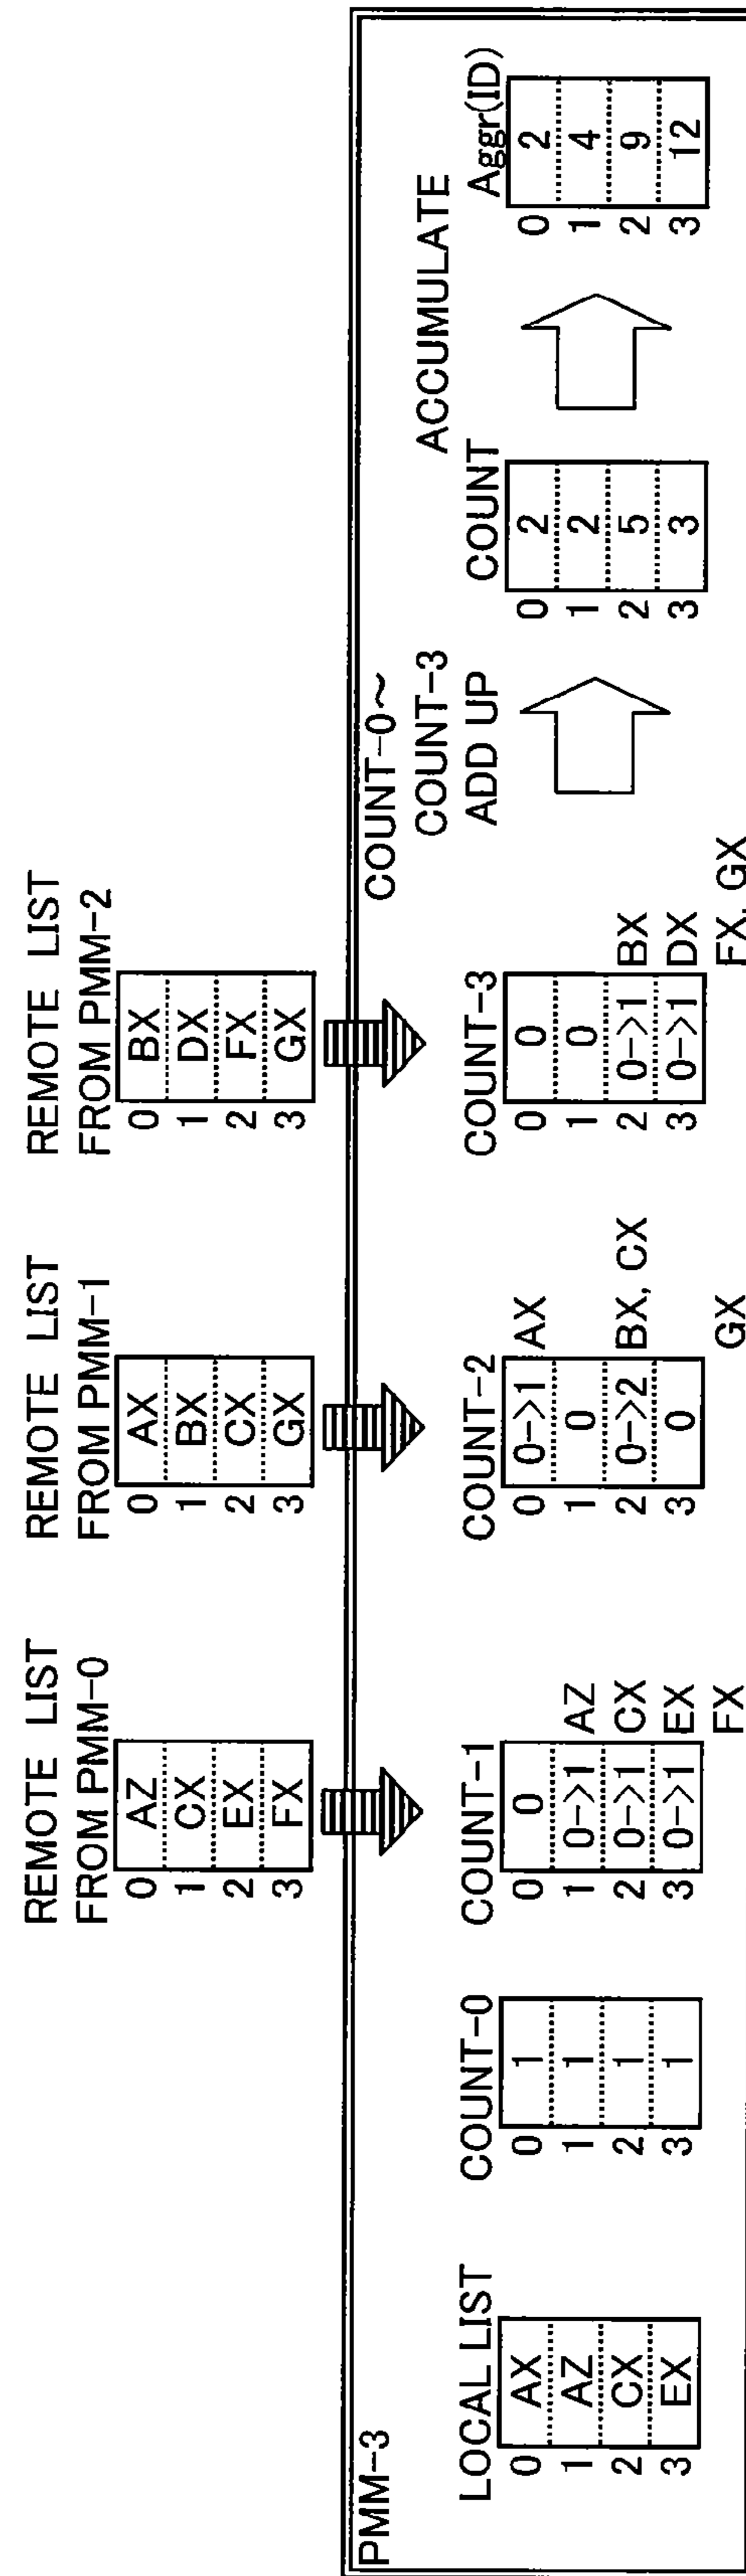 REMOTE LIST
FROM PMM-0
0 AZ
1 CX
2 EX
3 FX
REMOTE LIST
FROM PMM-1
0 AX
1 BX
2 CX
3 GX
REMOTE LIST
FROM PMM-2
0 BX
1 DX
2 FX
3 GX
PMM-3
LOCAL LIST
0 AX
1 AZ
2 CX
3 EX
COUNT-0
0 1
1 1
2 1
3 1
COUNT-1
0 0
1 0->1 AZ
2 0->1 CX
3 0->1 EX
FX
COUNT-2
0 0->1 AX
1 0
2 0->2 BX, CX
3 0
GX
COUNT-3
0 0
1 0
2 0->1 BX
3 0->1 DX
FX, GX
COUNT-0~
COUNT-3
ADD UP
COUNT
0 2
1 2
2 5
3 3
ACCUMULATE
Aggr(ID)
0 2
1 4
2 9
3 12